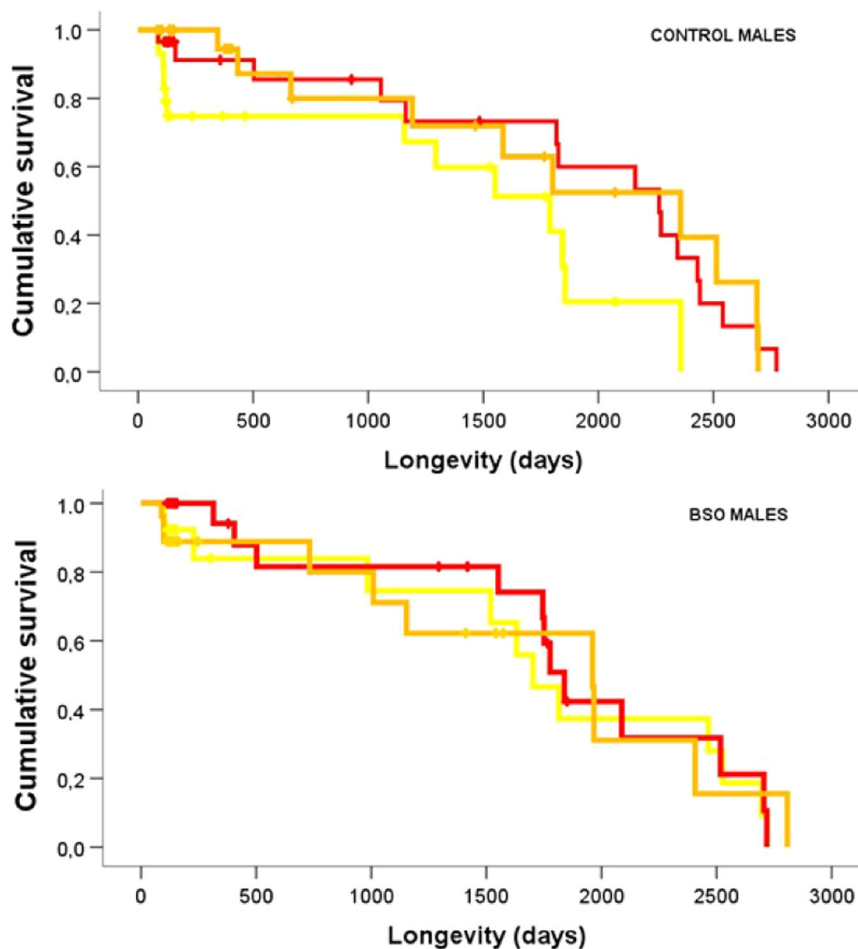 CONTROL MALES
Cumulative survival
1,0
0,8
0,6
0,4
0,2
0,0
0 500 1000 1500 2000 2500 3000
Longevity (days)
BSO MALES
Cumulative survival
1,0
0,8
0,6
0,4
0,2
0,0
0 500 1000 1500 2000 2500 3000
Longevity (days)